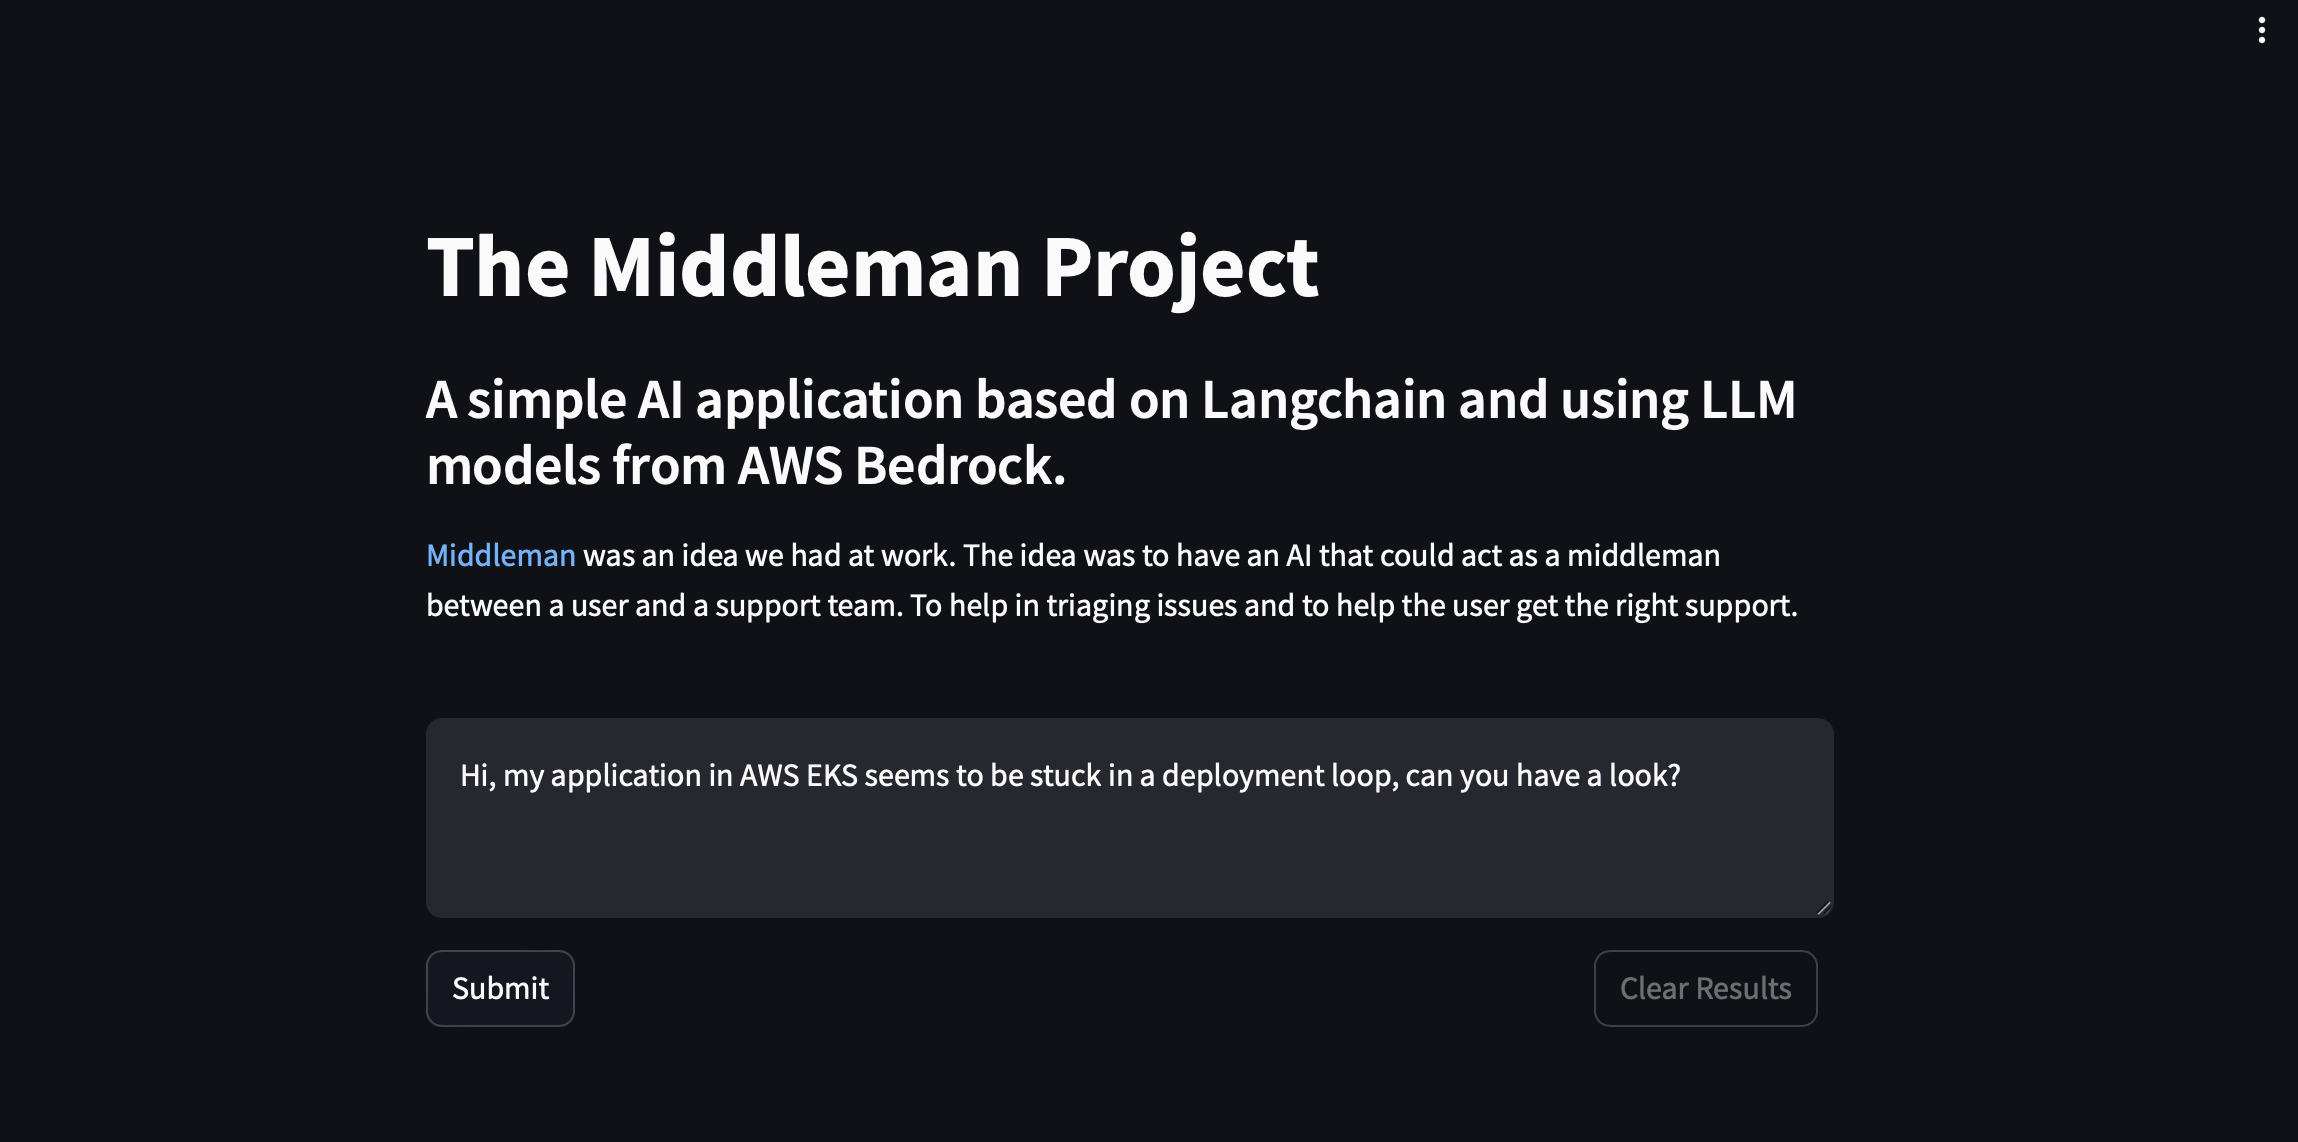 The Middleman Project
A simple AI application based on Langchain and using LLM
models from AWS Bedrock.
Middleman was an idea we had at work. The idea was to have an AI that could act as a middleman
between a user and a support team. To help in triaging issues and to help the user get the right support.
Hi, my application in AWS EKS seems to be stuck in a deployment loop, can you have a look?
Submit
Clear Results